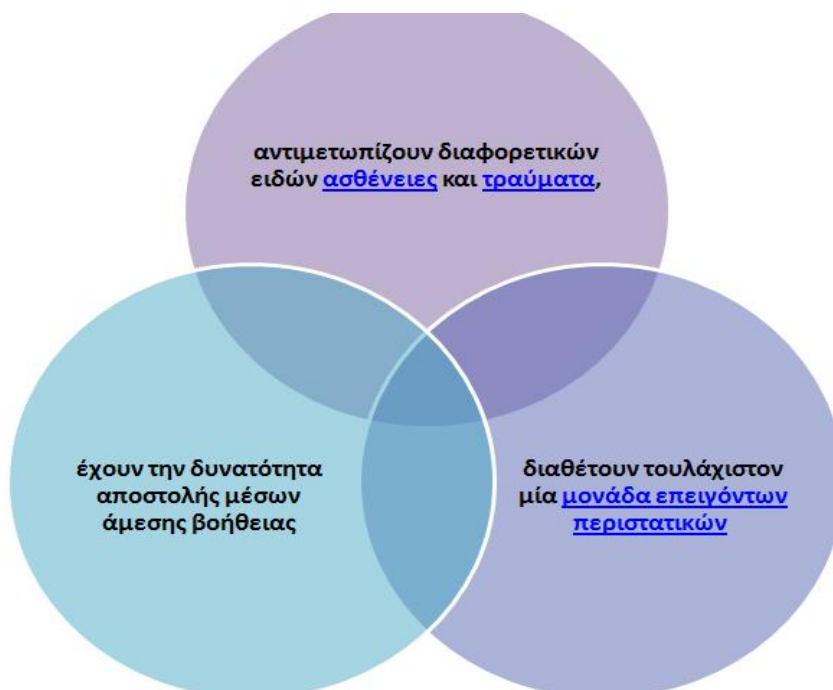 αντιμετωπίζουν διαφορετικών
ειδών ασθένειες και τραύματα,
έχουν την δυνατότητα
αποστολής μέσων
άμεσης βοήθειας
διαθέτουν τουλάχιστον
μία μονάδα επειγόντων
περιστατικών